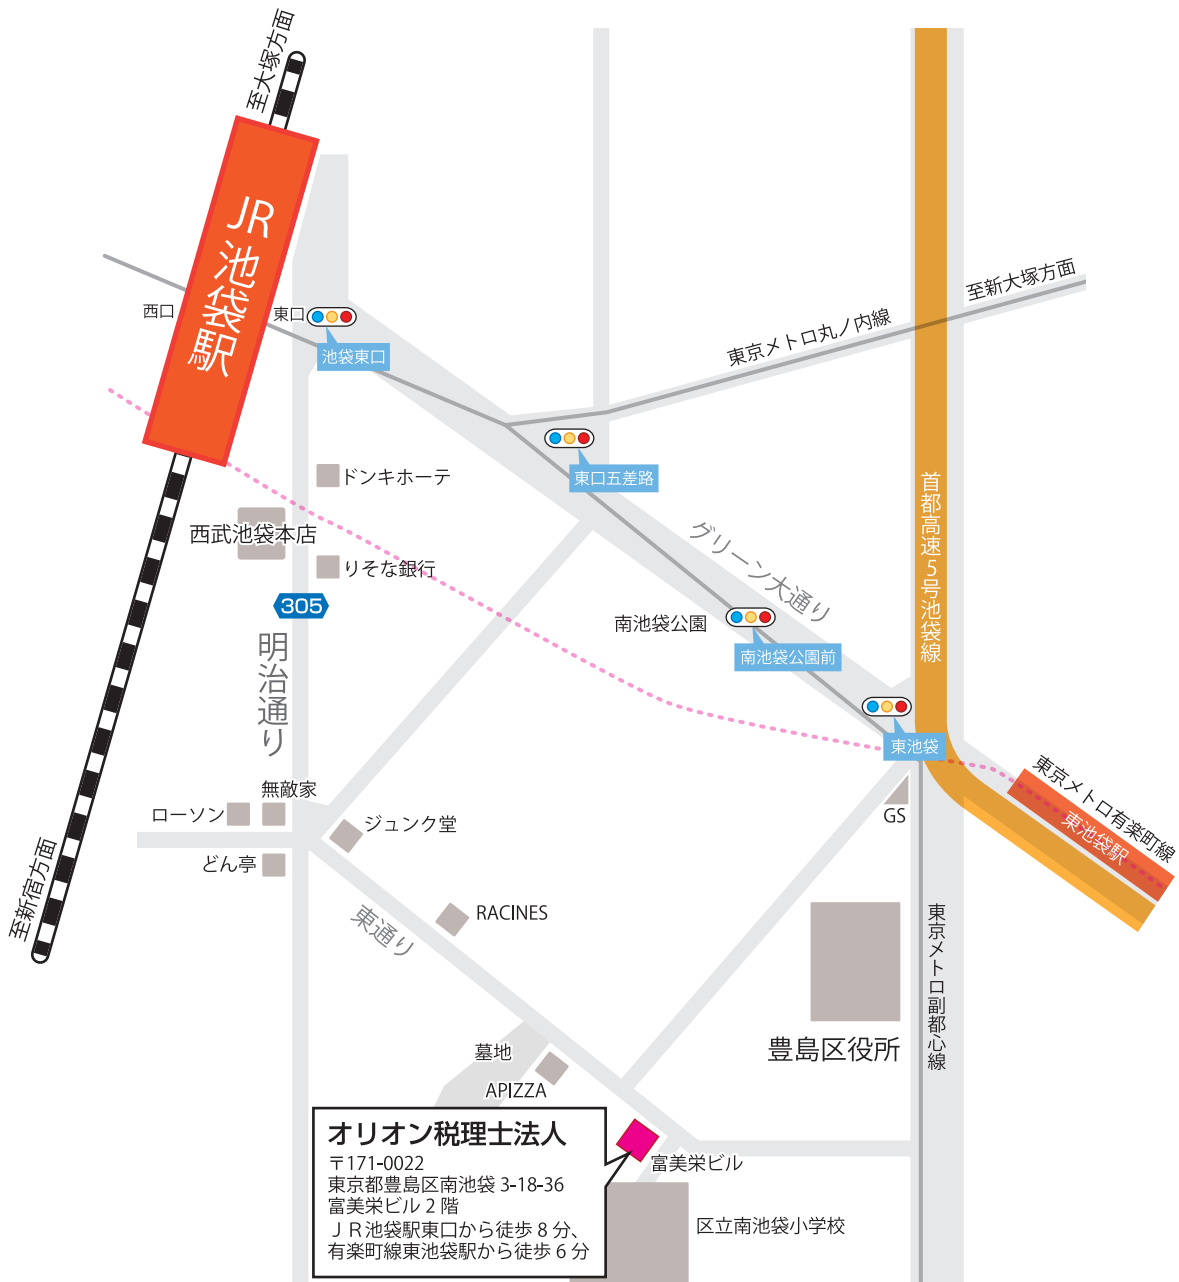 至大塚方面
JR池袋駅
西口
東口
池袋東口
至新大塚方面
東京メトロ丸ノ内線
東口五差路
ドンキホーテ
西武池袋本店
りそな銀行
305
明治通り
グリーン大通り
首都高速5号池袋線
南池袋公園
南池袋公園前
東池袋
東京メトロ有楽町線
東池袋駅
GS
無敵家
ローソン
ジュンク堂
どん亭
至新宿方面
東通り
RACINES
東京メトロ副都心線
豊島区役所
墓地
APIZZA
オリオン税理士法人
〒171-0022
東京都豊島区南池袋 3-18-36
富美栄ビル 2 階
ＪＲ池袋駅東口から徒歩 8 分、
有楽町線東池袋駅から徒歩 6 分
富美栄ビル
区立南池袋小学校